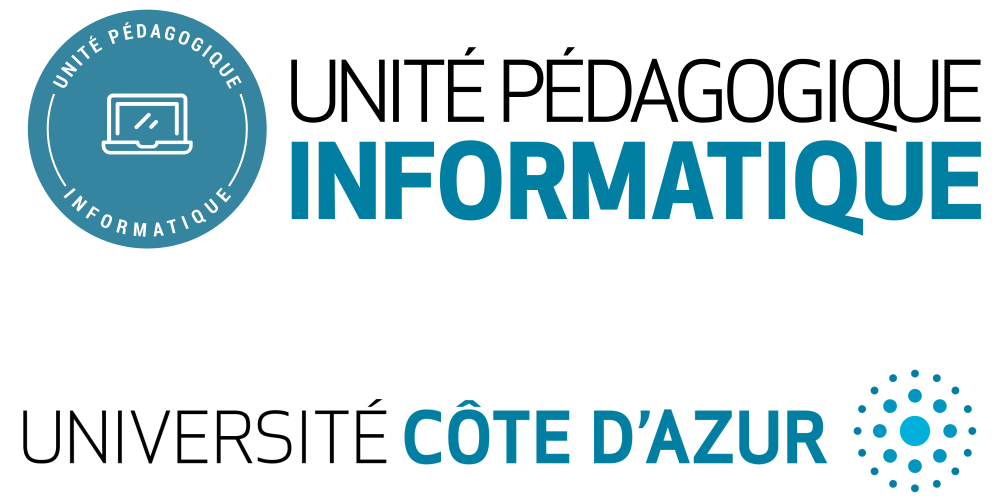 UNITÉ PÉDAGOGIQUE
INFORMATIQUE
UNITÉ PÉDAGOGIQUE
INFORMATIQUE
UNIVERSITÉ CÔTE D'AZUR